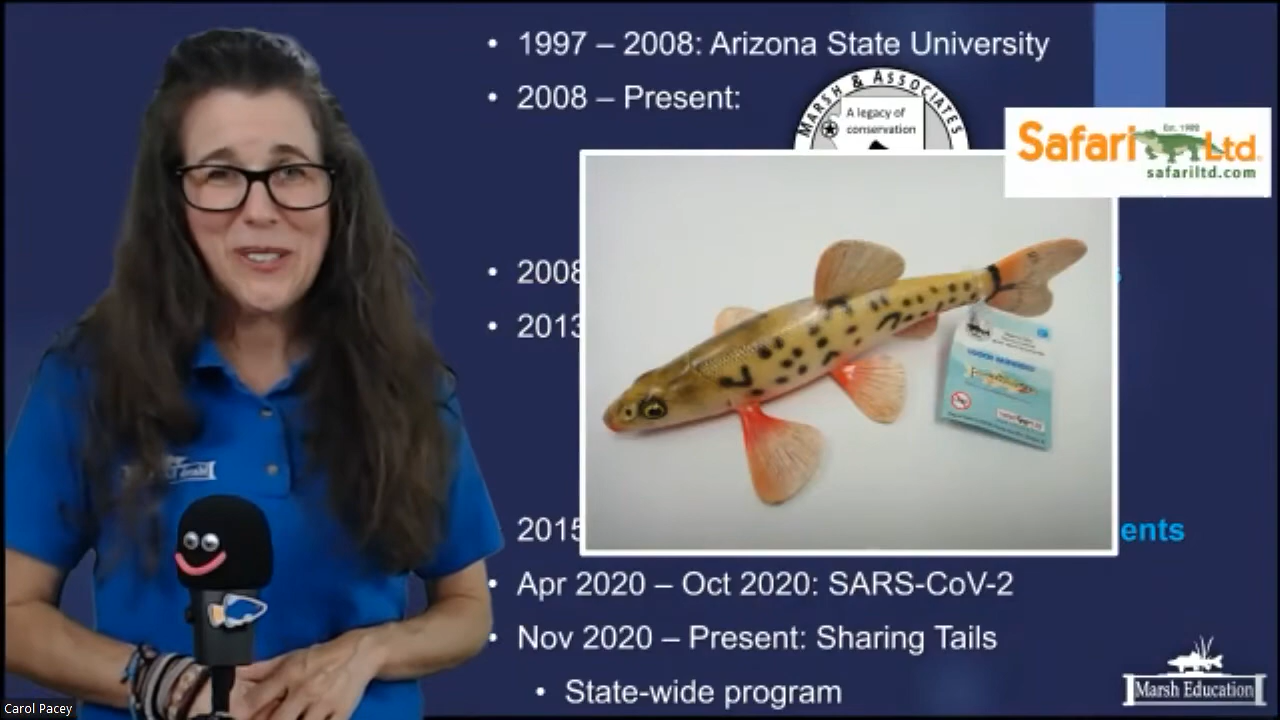 • 1997 – 2008: Arizona State University
• 2008 – Present:
MARSH & ASSOCIATES
A legacy of
conservation
Est. 1982
Safari Ltd.
safariltd.com
• 2008
• 2013
2015
ents
• Apr 2020 – Oct 2020: SARS-CoV-2
• Nov 2020 – Present: Sharing Tails
• State-wide program
Marsh Education
Carol Pacey